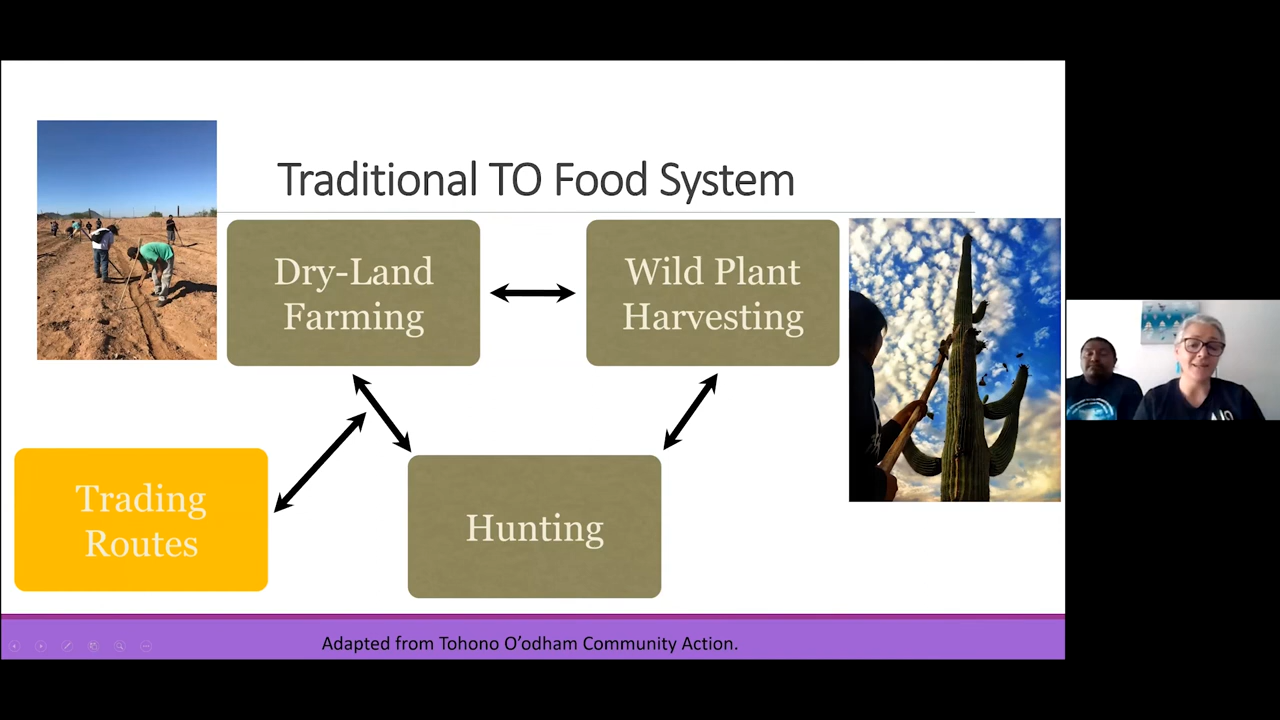 Traditional TO Food System
Dry-Land
Farming
Wild Plant
Harvesting
Trading
Routes
Hunting
Adapted from Tohono O’odham Community Action.